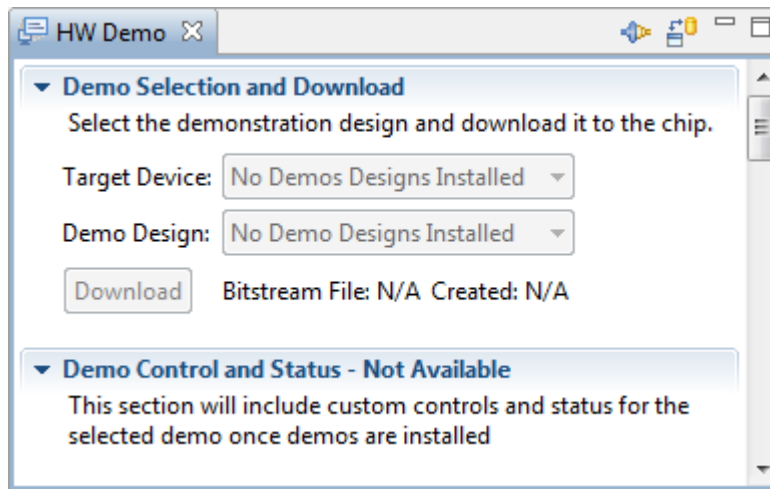 HW Demo
Demo Selection and Download
Select the demonstration design and download it to the chip.
Target Device: No Demos Designs Installed
Demo Design: No Demo Designs Installed
Download Bitstream File: N/A Created: N/A
Demo Control and Status - Not Available
This section will include custom controls and status for the
selected demo once demos are installed